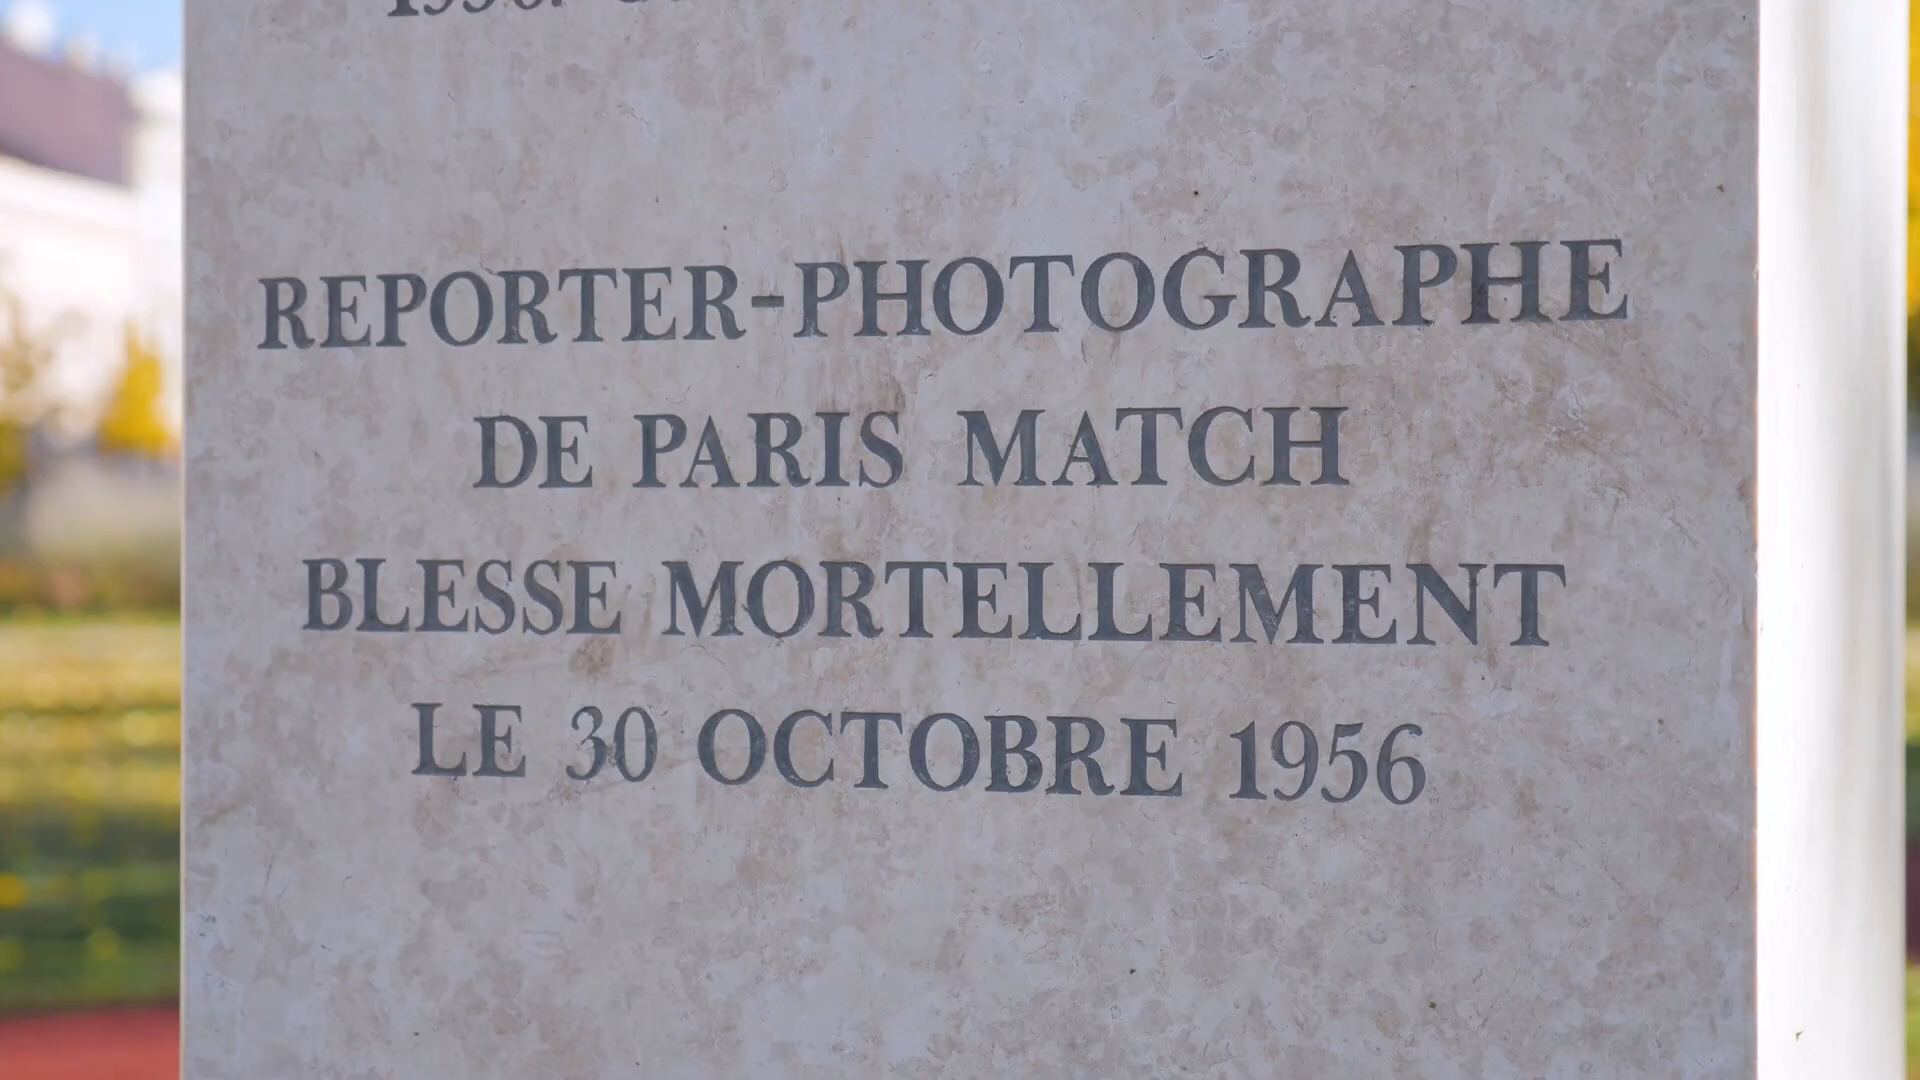 REPORTER-PHOTOGRAPHE
DE PARIS MATCH
BLESSE MORTELLEMENT
LE 30 OCTOBRE 1956